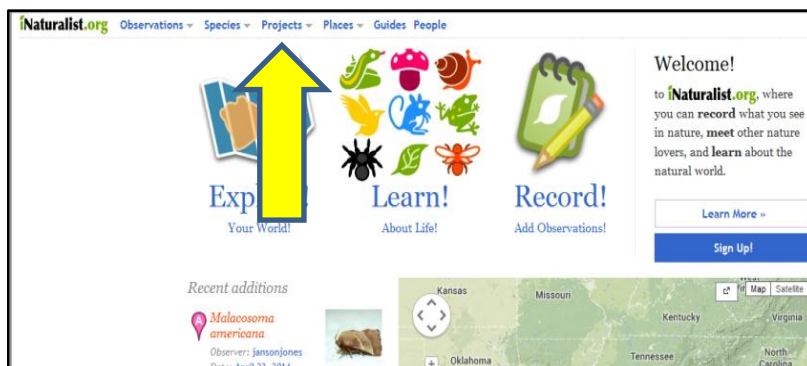 iNaturalist.org Observations Species Projects Places Guides People
Welcome!
to iNaturalist.org, where
you can record what you see
in nature, meet other nature
lovers, and learn about the
natural world.
Learn More »
Sign Up!
Learn!
Record!
Your World!
About Life!
Add Observations!
Recent additions
A
Malacosoma
americana
Observer: jansonjones
Kansas
Missouri
Kentucky
Virginia
Map
Satellite
Oklahoma
Tennessee
North
Carolina